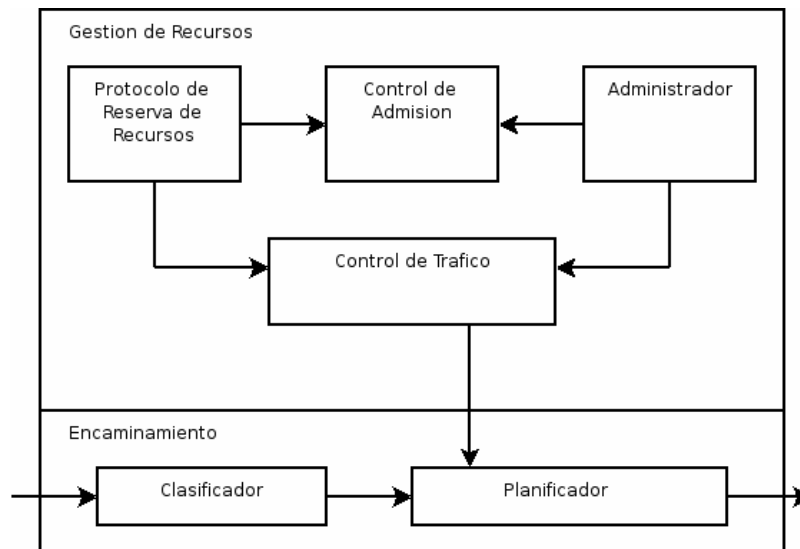 Gestion de Recursos
Protocolo de
Reserva de
Recursos
Control de
Admision
Administrador
Control de Trafico
Encaminamiento
Clasificador
Planificador